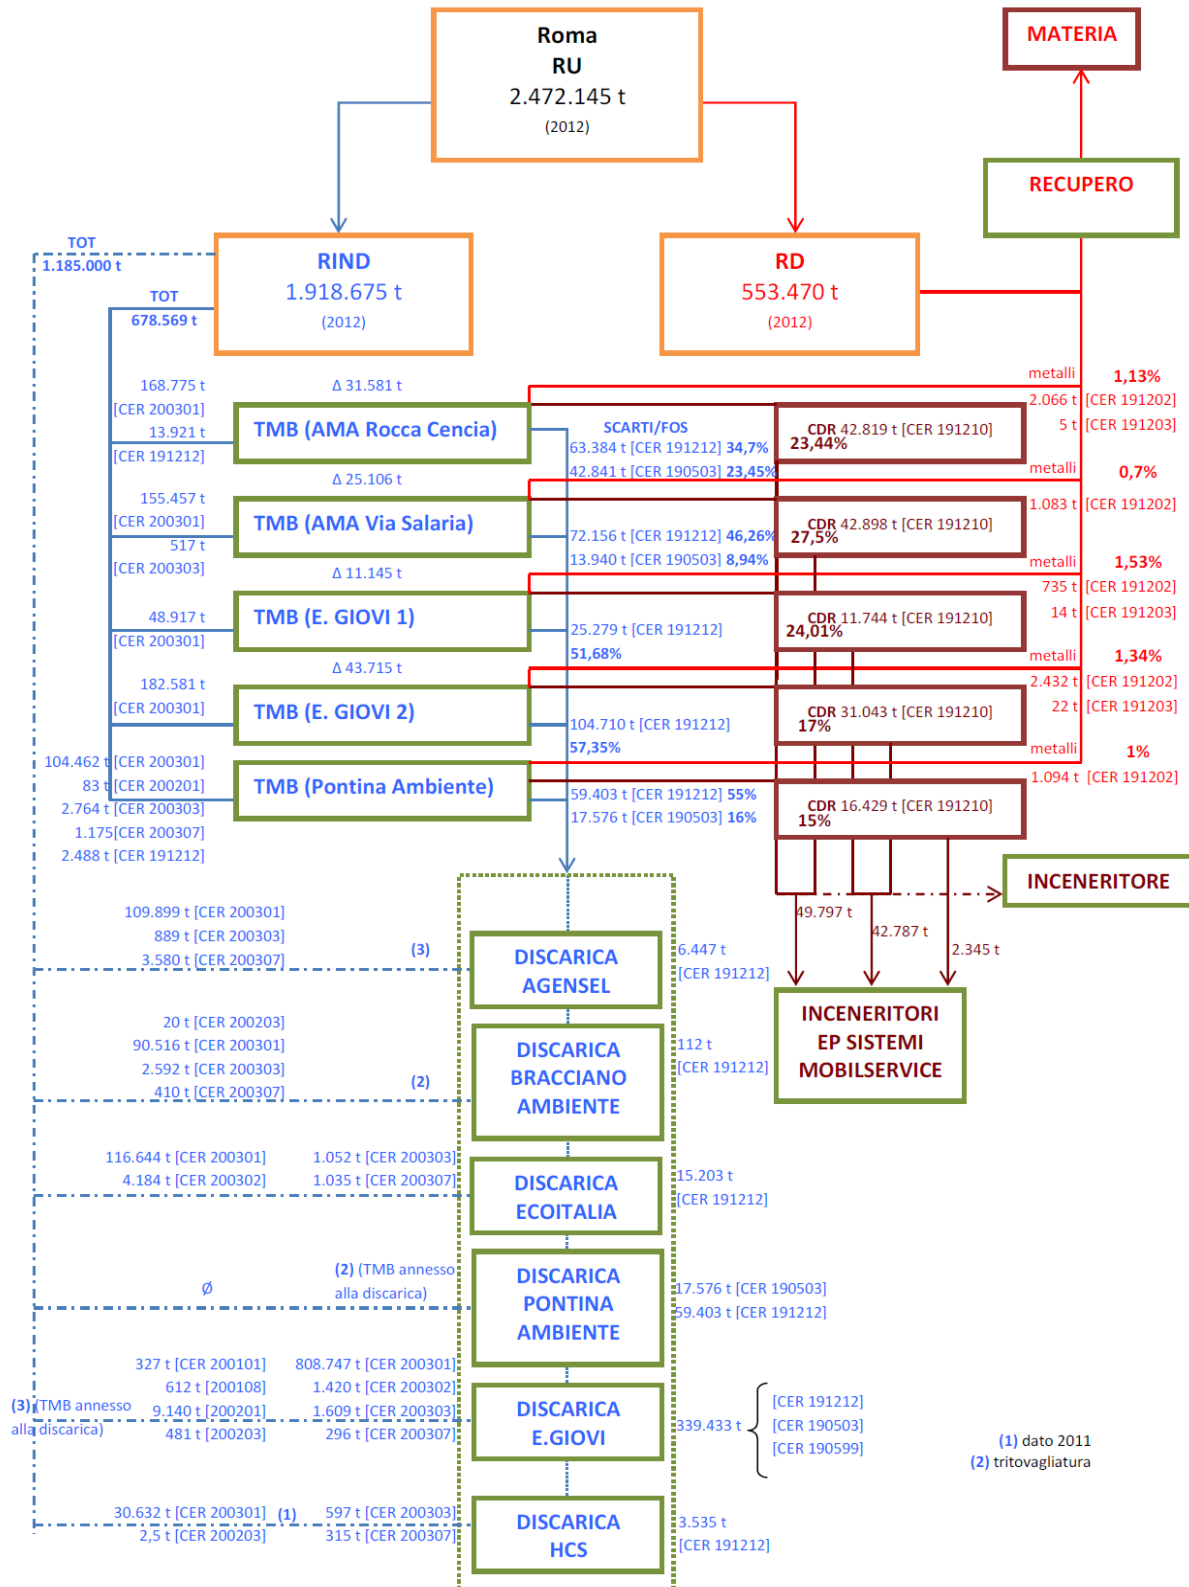 Roma
RU
2.472.145 t
(2012)
MATERIA
RECUPERO
TOT
1.185.000 t
TOT
678.569 t
RIND
1.918.675 t
(2012)
RD
553.470 t
(2012)
168.775 t
[CER 200301]
13.921 t
[CER 191212]
Δ 31.581 t
TMB (AMA Rocca Cencia)
SCARTI/FOS
63.384 t [CER 191212] 34,7%
42.841 t [CER 190503] 23,45%
CDR 42.819 t [CER 191210]
23,44%
metalli 1,13%
2.066 t [CER 191202]
5 t [CER 191203]
155.457 t
[CER 200301]
517 t
[CER 200303]
Δ 25.106 t
TMB (AMA Via Salaria)
72.156 t [CER 191212] 46,26%
13.940 t [CER 190503] 8,94%
CDR 42.898 t [CER 191210]
27,5%
metalli 0,7%
1.083 t [CER 191202]
48.917 t
[CER 200301]
Δ 11.145 t
TMB (E. GIOVI 1)
25.279 t [CER 191212]
51,68%
CDR 11.744 t [CER 191210]
24,01%
metalli 1,53%
735 t [CER 191202]
14 t [CER 191203]
182.581 t
[CER 200301]
Δ 43.715 t
TMB (E. GIOVI 2)
104.710 t [CER 191212]
57,35%
CDR 31.043 t [CER 191210]
17%
metalli 1,34%
2.432 t [CER 191202]
22 t [CER 191203]
104.462 t [CER 200301]
83 t [CER 200201]
2.764 t [CER 200303]
1.175[CER 200307]
2.488 t [CER 191212]
TMB (Pontina Ambiente)
59.403 t [CER 191212] 55%
17.576 t [CER 190503] 16%
CDR 16.429 t [CER 191210]
15%
metalli 1%
1.094 t [CER 191202]
INCENERITORE
49.797 t
42.787 t
2.345 t
INCENERITORI
EP SISTEMI
MOBILSERVICE
109.899 t [CER 200301]
889 t [CER 200303]
3.580 t [CER 200307]
(3)
DISCARICA
AGENSEL
6.447 t
[CER 191212]
20 t [CER 200203]
90.516 t [CER 200301]
2.592 t [CER 200303]
410 t [CER 200307]
(2)
DISCARICA
BRACCIANO
AMBIENTE
112 t
[CER 191212]
116.644 t [CER 200301] 1.052 t [CER 200303]
4.184 t [CER 200302] 1.035 t [CER 200307]
DISCARICA
ECOITALIA
15.203 t
[CER 191212]
Ø
(2) (TMB annesso
alla discarica)
DISCARICA
PONTINA
AMBIENTE
17.576 t [CER 190503]
59.403 t [CER 191212]
327 t [CER 200101] 808.747 t [CER 200301]
612 t [200108] 1.420 t [CER 200302]
9.140 t [200201] 1.609 t [CER 200303]
481 t [200203] 296 t [CER 200307]
(3) (TMB annesso
alla discarica)
DISCARICA
E.GIOVI
339.433 t
[CER 191212]
[CER 190503]
[CER 190599]
(1) dato 2011
(2) tritovagliatura
30.632 t [CER 200301] (1) 597 t [CER 200303]
2,5 t [CER 200203] 315 t [CER 200307]
DISCARICA
HCS
3.535 t
[CER 191212]